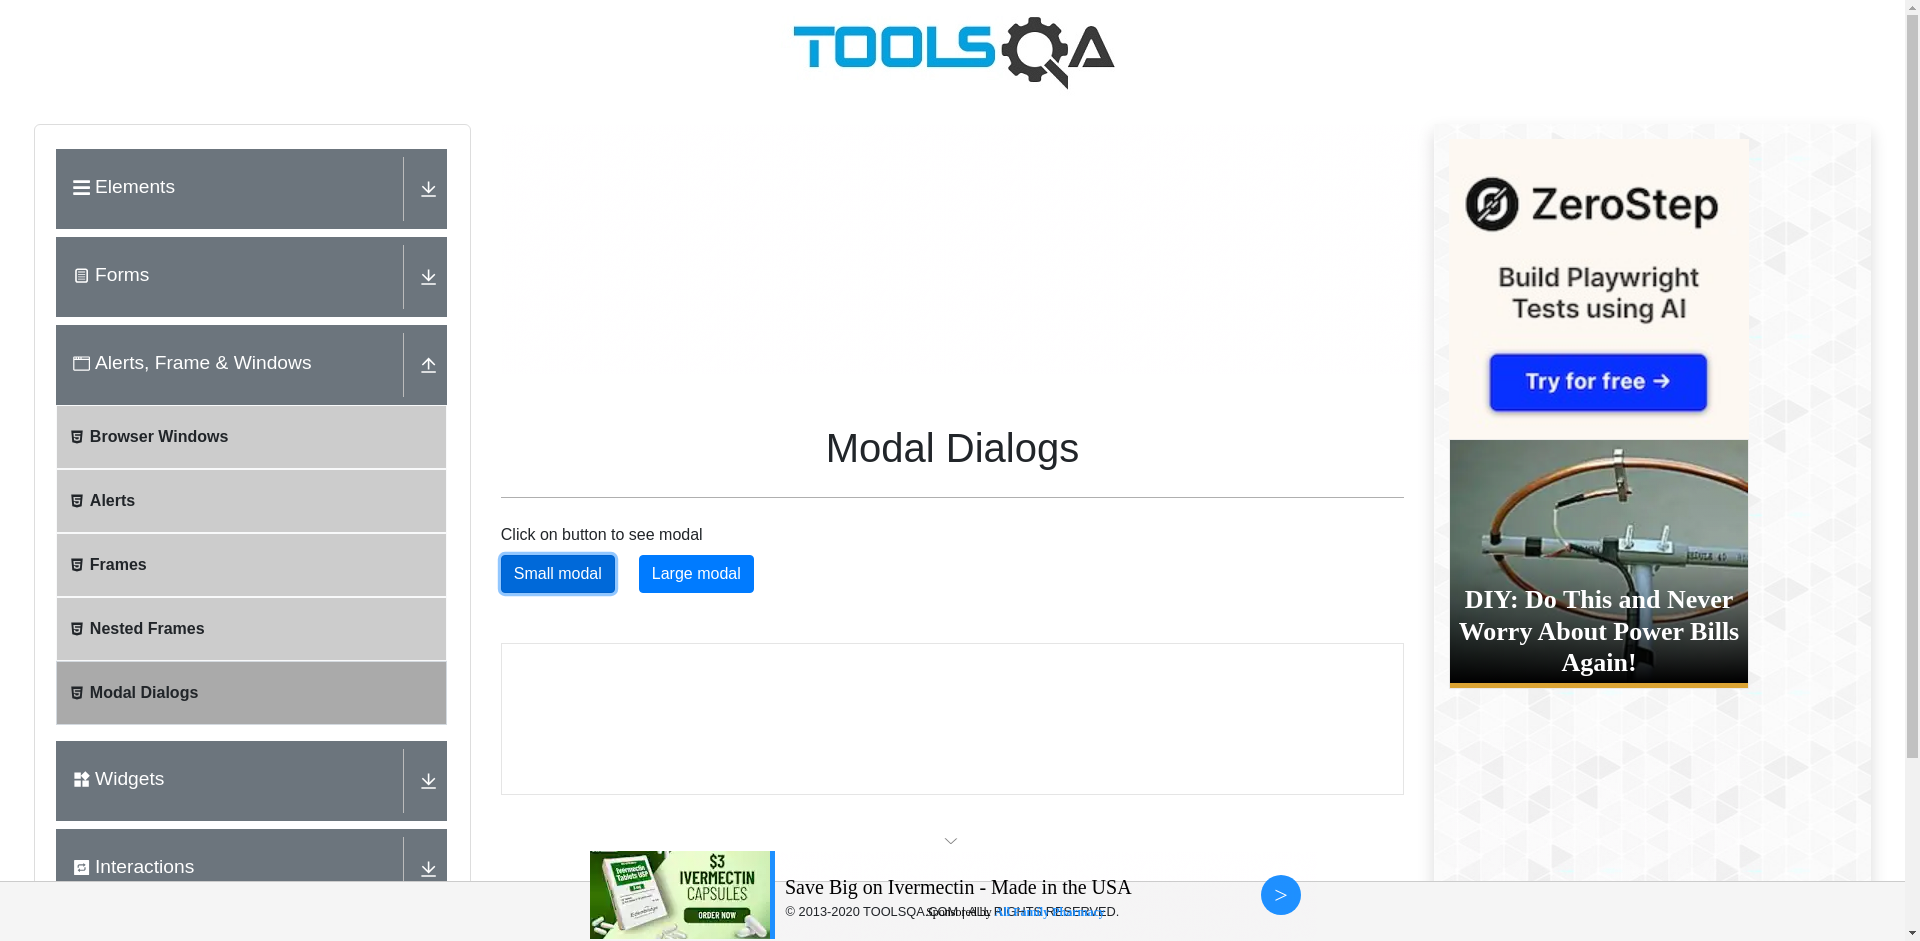 TOOLSQA
Elements
Forms
Alerts, Frame & Windows
Browser Windows
Alerts
Frames
Nested Frames
Modal Dialogs
Widgets
Interactions
Modal Dialogs
Click on button to see modal
Small modal
Large modal
ZeroStep
Build Playwright
Tests using AI
Try for free →
DIY: Do This and Never
Worry About Power Bills
Again!
$3
IVERMECTIN
CAPSULES
ORDER NOW
Save Big on Ivermectin - Made in the USA
© 2013-2020 TOOLSQA.COM | ALL RIGHTS RESERVED.
>